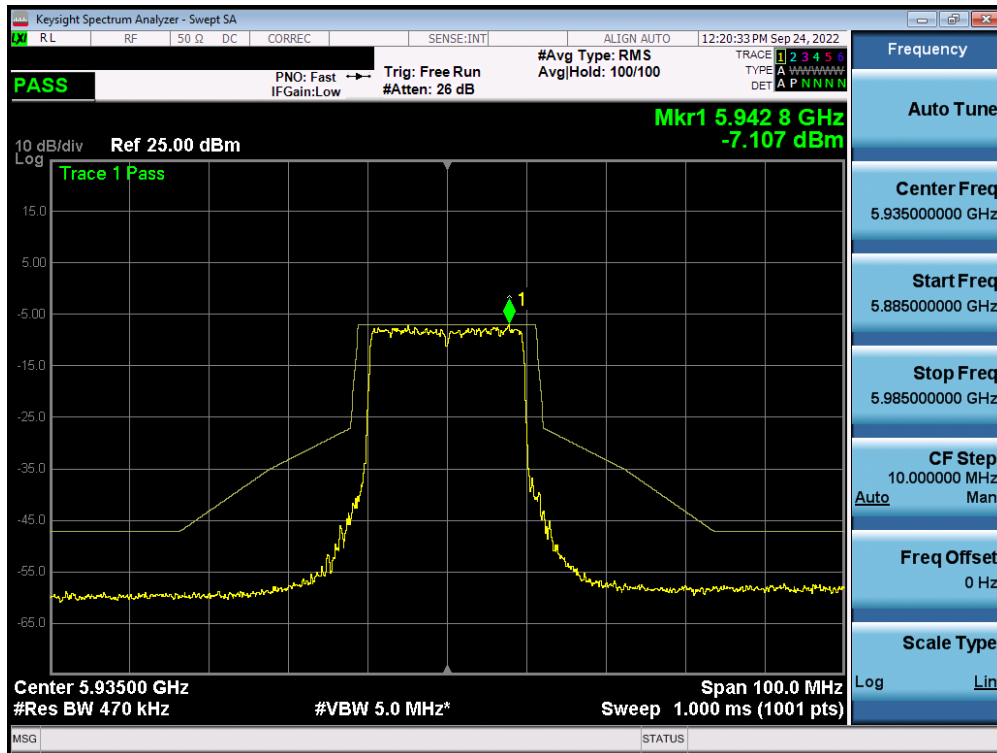 Keysight Spectrum Analyzer - Swept SA
LXI RL RF 50 Ω DC CORREC SENSE:INT ALIGN AUTO 12:20:33 PM Sep 24, 2022
PASS
PNO: Fast
IFGain:Low
Trig: Free Run
#Atten: 26 dB
#Avg Type: RMS
Avg|Hold: 100/100
TRACE 1 2 3 4 5 6
TYPE A WWWWW
DET A P N N N N
Mkr1 5.942 8 GHz
-7.107 dBm
10 dB/div Ref 25.00 dBm
Log
Trace 1 Pass
15.0
5.00
-5.00
-15.0
-25.0
-35.0
-45.0
-55.0
-65.0
1
Center 5.93500 GHz Span 100.0 MHz
#Res BW 470 kHz #VBW 5.0 MHz* Sweep 1.000 ms (1001 pts)
MSG STATUS
Frequency
Auto Tune
Center Freq
5.935000000 GHz
Start Freq
5.885000000 GHz
Stop Freq
5.985000000 GHz
CF Step
10.000000 MHz
Auto Man
Freq Offset
0 Hz
Scale Type
Log Lin